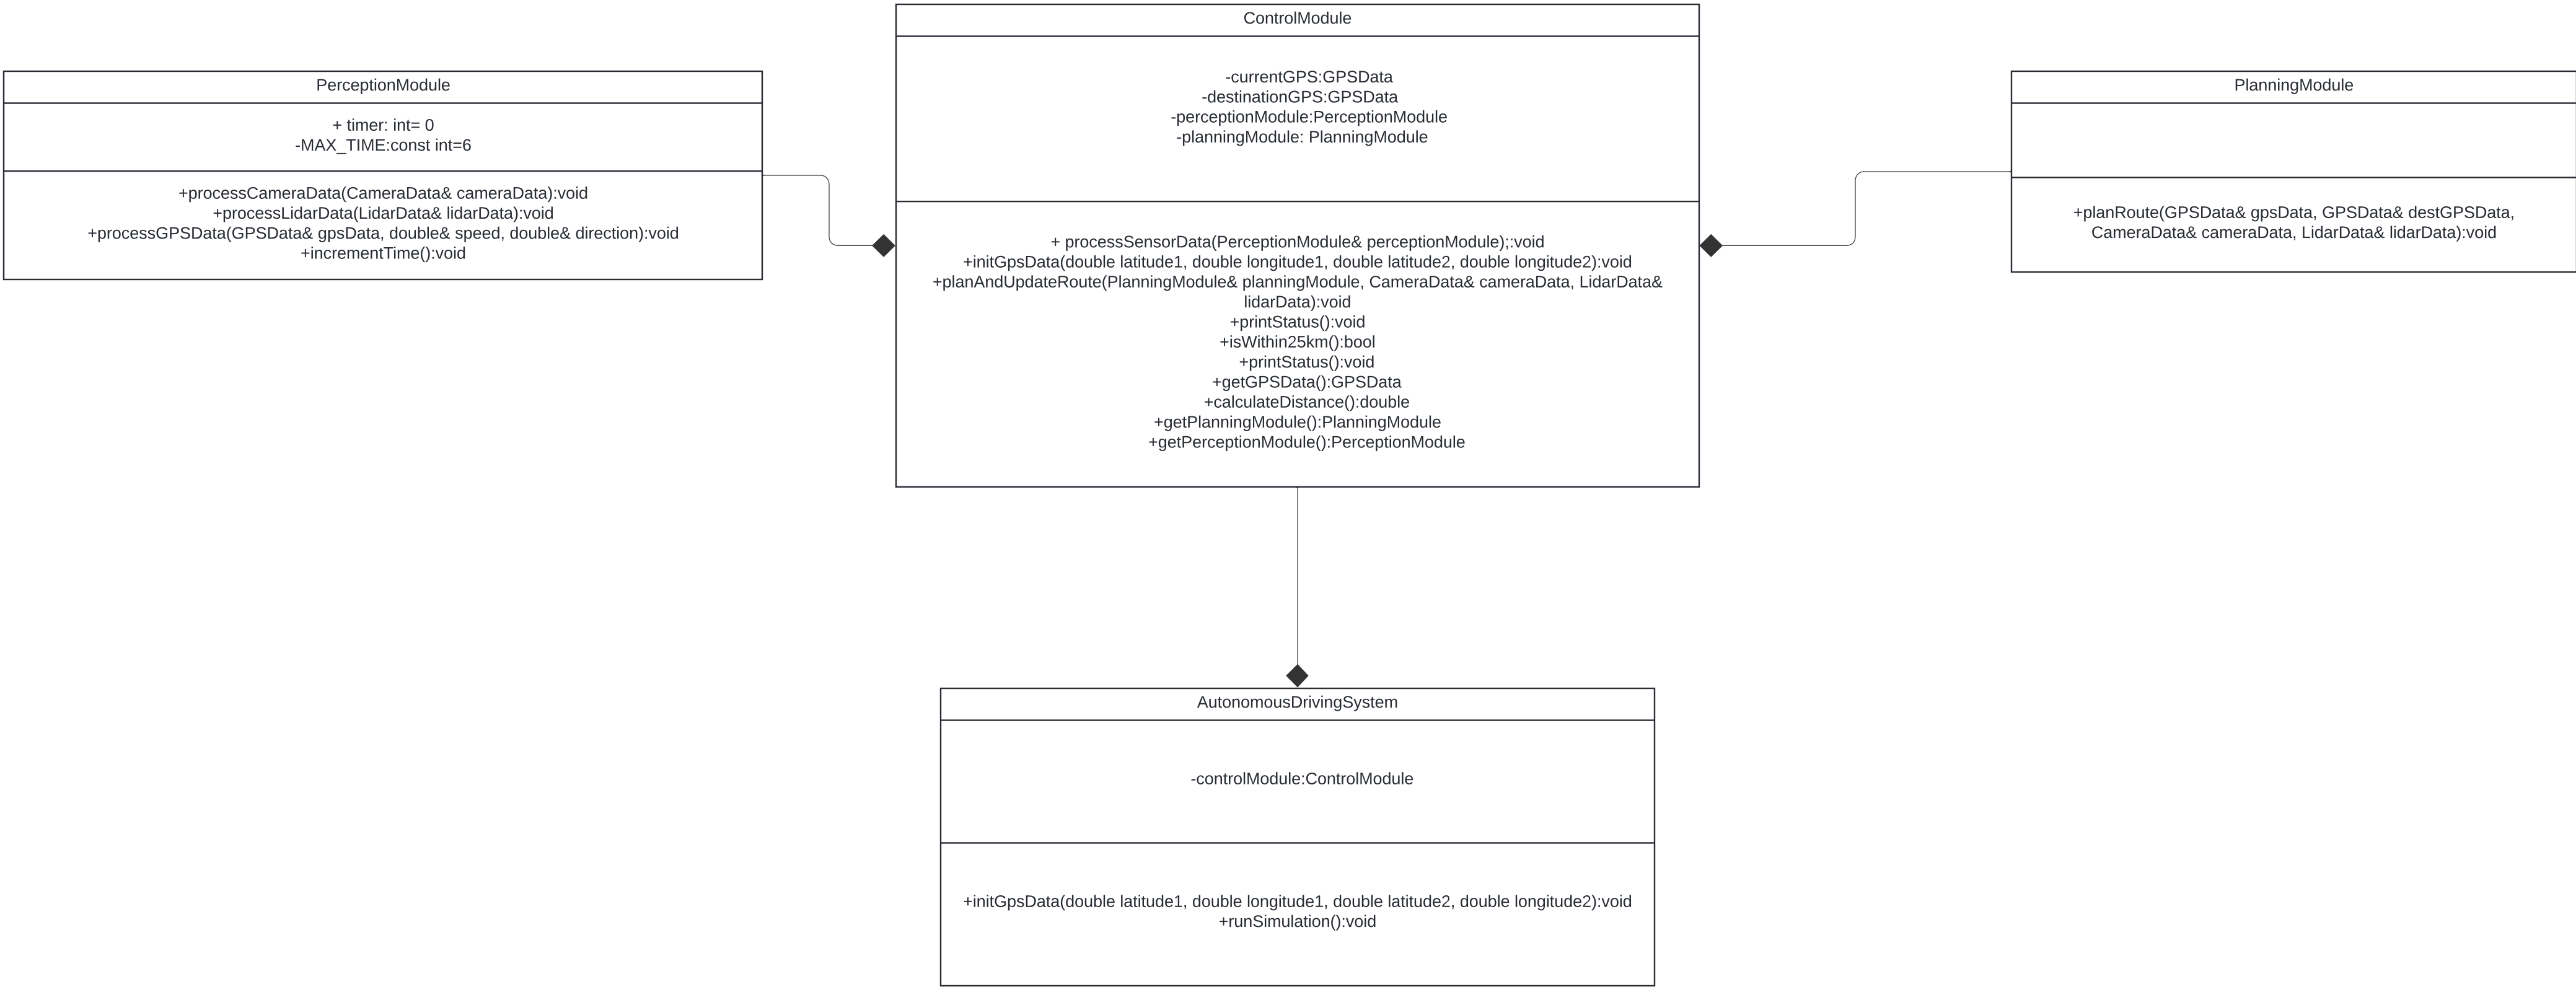 PerceptionModule
+ timer: int= 0
-MAX_TIME:const int=6
+processCameraData(CameraData& cameraData):void
+processLidarData(LidarData& lidarData):void
+processGPSData(GPSData& gpsData, double& speed, double& direction):void
+incrementTime():void
ControlModule
-currentGPS:GPSData
-destinationGPS:GPSData
-perceptionModule:PerceptionModule
-planningModule: PlanningModule
+ processSensorData(PerceptionModule& perceptionModule);:void
+initGpsData(double latitude1, double longitude1, double latitude2, double longitude2):void
+planAndUpdateRoute(PlanningModule& planningModule, CameraData& cameraData, LidarData&
lidarData):void
+printStatus():void
+isWithin25km():bool
+printStatus():void
+getGPSData():GPSData
+calculateDistance():double
+getPlanningModule():PlanningModule
+getPerceptionModule():PerceptionModule
PlanningModule
+planRoute(GPSData& gpsData, GPSData& destGPSData,
CameraData& cameraData, LidarData& lidarData):void
AutonomousDrivingSystem
-controlModule:ControlModule
+initGpsData(double latitude1, double longitude1, double latitude2, double longitude2):void
+runSimulation():void